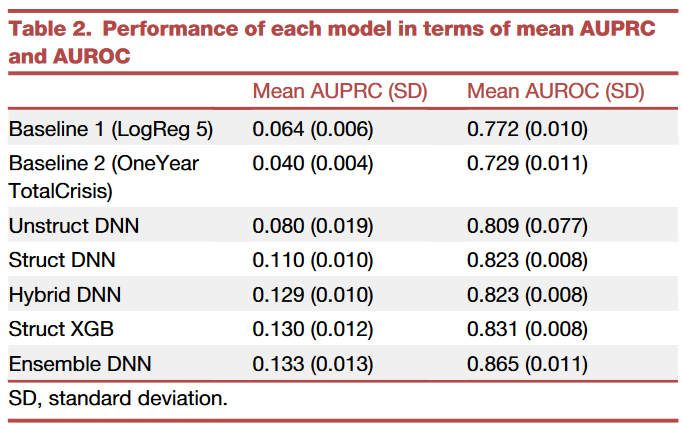 Table 2. Performance of each model in terms of mean AUPRC
and AUROC
Mean AUPRC (SD) Mean AUROC (SD)
Baseline 1 (LogReg 5) 0.064 (0.006) 0.772 (0.010)
Baseline 2 (OneYear 0.040 (0.004) 0.729 (0.011)
TotalCrisis)
Unstruct DNN 0.080 (0.019) 0.809 (0.077)
Struct DNN 0.110 (0.010) 0.823 (0.008)
Hybrid DNN 0.129 (0.010) 0.823 (0.008)
Struct XGB 0.130 (0.012) 0.831 (0.008)
Ensemble DNN 0.133 (0.013) 0.865 (0.011)
SD, standard deviation.